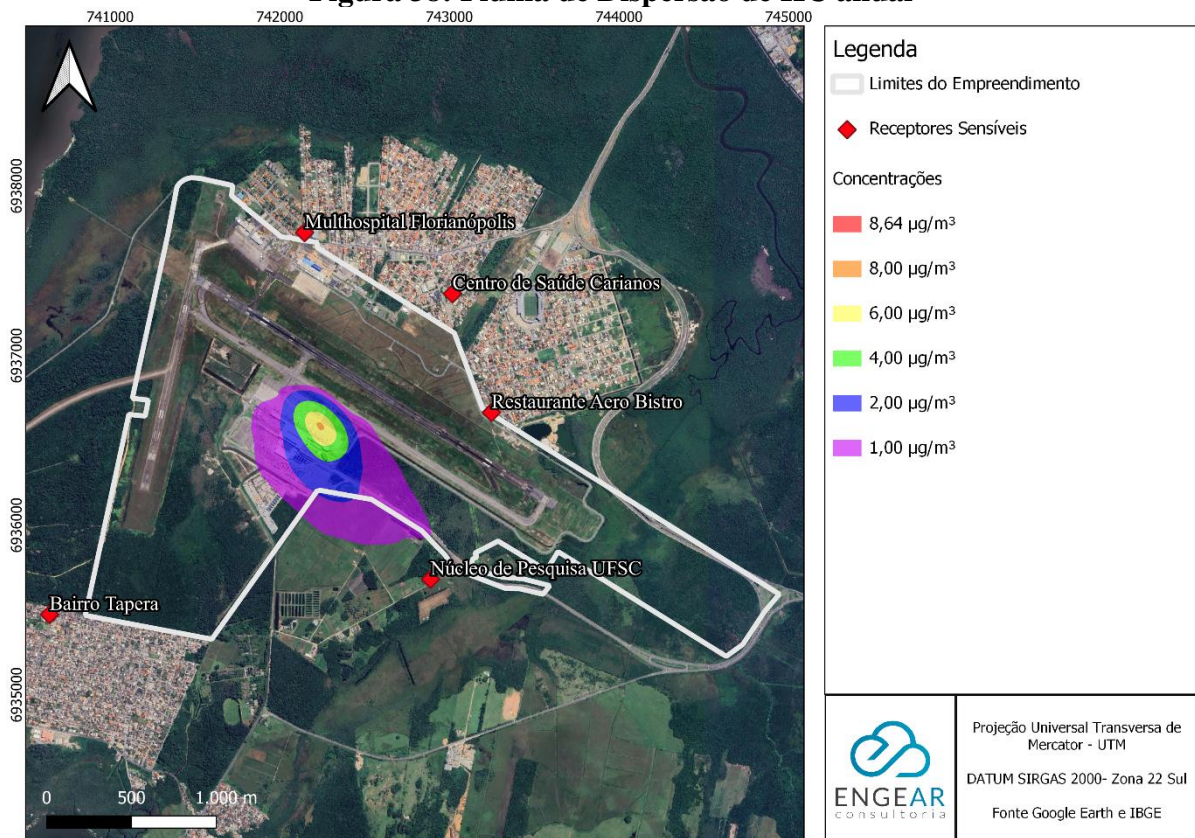 741000 742000 743000 744000 745000
6938000
6937000
6936000
6935000
Multhospital Florianópolis
Centro de Saúde Carianos
Restaurante Aero Bistro
Núcleo de Pesquisa UFSC
Bairro Tapera
0 500 1.000 m
Legenda
Limites do Empreendimento
Receptores Sensíveis
Concentrações
8,64 µg/m³
8,00 µg/m³
6,00 µg/m³
4,00 µg/m³
2,00 µg/m³
1,00 µg/m³
ENGEAR
consultoria
Projeção Universal Transversa de
Mercator - UTM
DATUM SIRGAS 2000- Zona 22 Sul
Fonte Google Earth e IBGE